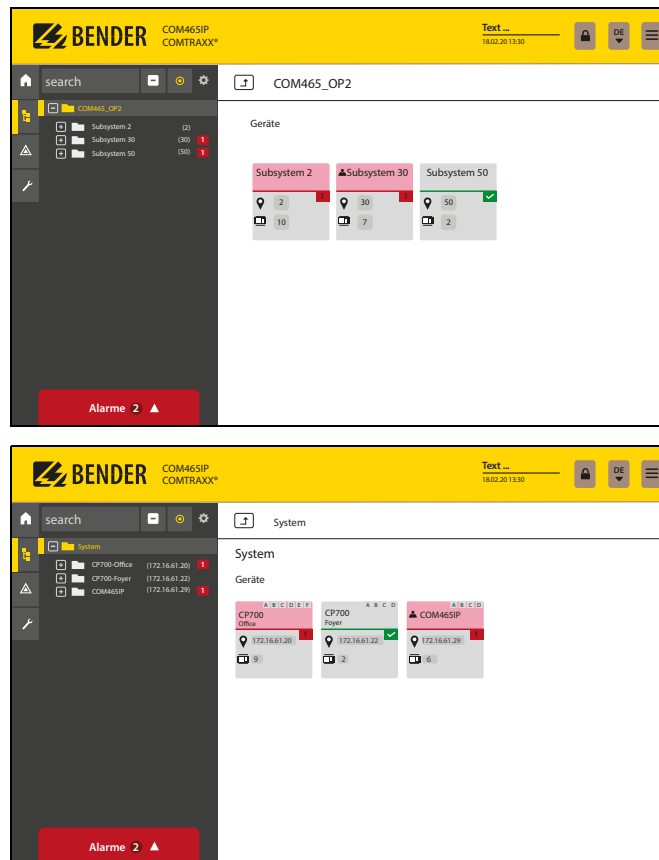 BENDER
COM465IP
COMTRAXX®
Text ...
18.02.20 13:30
DE
search
COM465_OP2
COM465_OP2
Subsystem 2 (2)
Subsystem 30 (30) 1
Subsystem 50 (50) 1
Geräte
Subsystem 2
1
2
10
Subsystem 30
1
30
7
Subsystem 50
50
2
Alarme 2
BENDER
COM465IP
COMTRAXX®
Text ...
18.02.20 13:30
DE
search
System
System
CP700-Office (172.16.61.20) 1
CP700-Foyer (172.16.61.22)
COM465IP (172.16.61.29) 1
System
Geräte
A B C D E F
CP700
Office
1
172.16.61.20
9
A B C D
CP700
Foyer
172.16.61.22
2
A B C D
COM465IP
1
172.16.61.29
6
Alarme 2